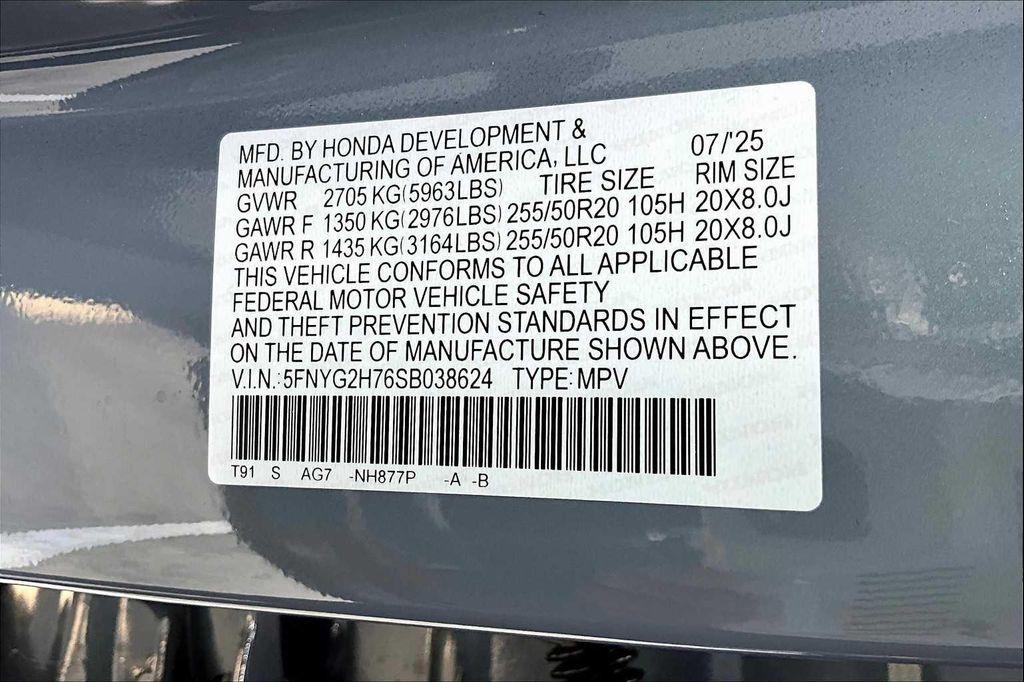 MFD. BY HONDA DEVELOPMENT &
MANUFACTURING OF AMERICA, LLC 07/'25
GVWR 2705 KG(5963LBS) TIRE SIZE RIM SIZE
GAWR F 1350 KG(2976LBS) 255/50R20 105H 20X8.0J
GAWR R 1435 KG(3164LBS) 255/50R20 105H 20X8.0J
THIS VEHICLE CONFORMS TO ALL APPLICABLE
FEDERAL MOTOR VEHICLE SAFETY
AND THEFT PREVENTION STANDARDS IN EFFECT
ON THE DATE OF MANUFACTURE SHOWN ABOVE.
V.I.N.:5FNYG2H76SB038624 TYPE:MPV
T91 S AG7 -NH877P -A -B